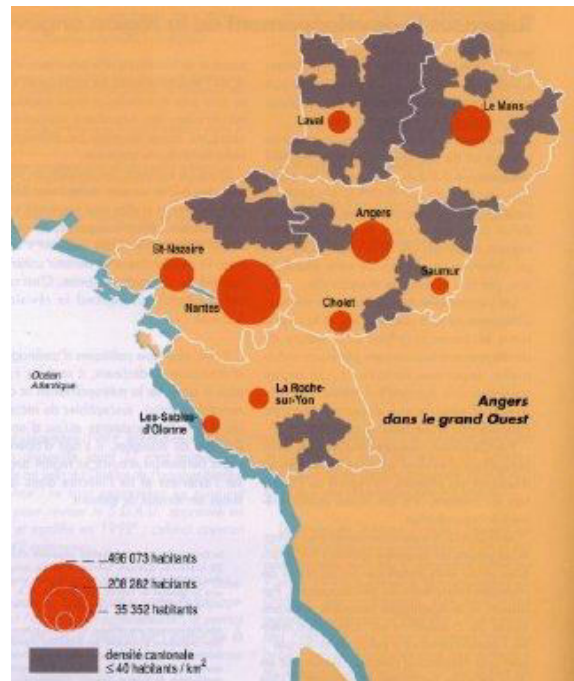 Laval
Le Mans
Angers
St-Nazaire
Saumur
Nantes
Cholet
Océan
Atlantique
La Roche-
sur-Yon
Les-Sables-
d'Olonne
Angers
dans le grand Ouest
496 073 habitants
208 282 habitants
35 352 habitants
densité cantonale
≤ 40 habitants / km²